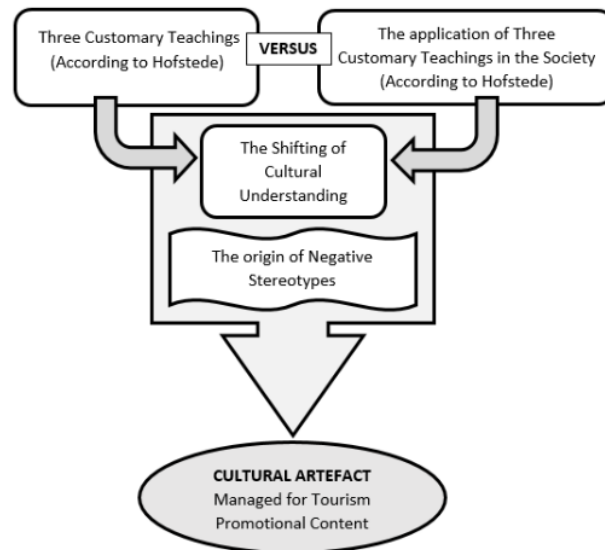 Three Customary Teachings
(According to Hofstede)
VERSUS
The application of Three
Customary Teachings in the Society
(According to Hofstede)
The Shifting of
Cultural
Understanding
The origin of Negative
Stereotypes
CULTURAL ARTEFACT
Managed for Tourism
Promotional Content